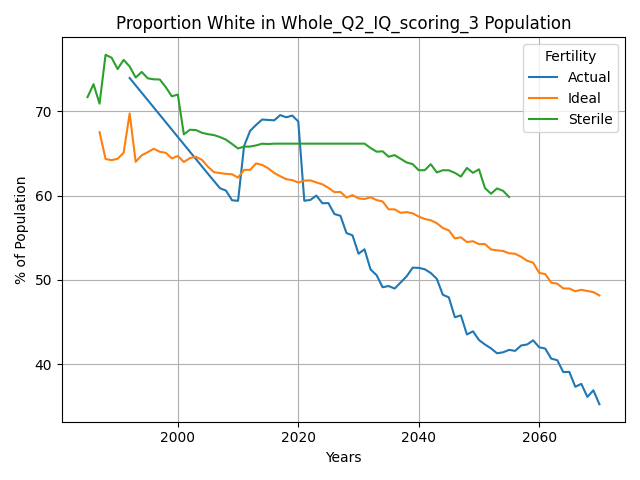 Proportion White in Whole_Q2_IQ_scoring_3 Population
Fertility
Actual
Ideal
Sterile
% of Population
70
60
50
40
2000
2020
2040
2060
Years